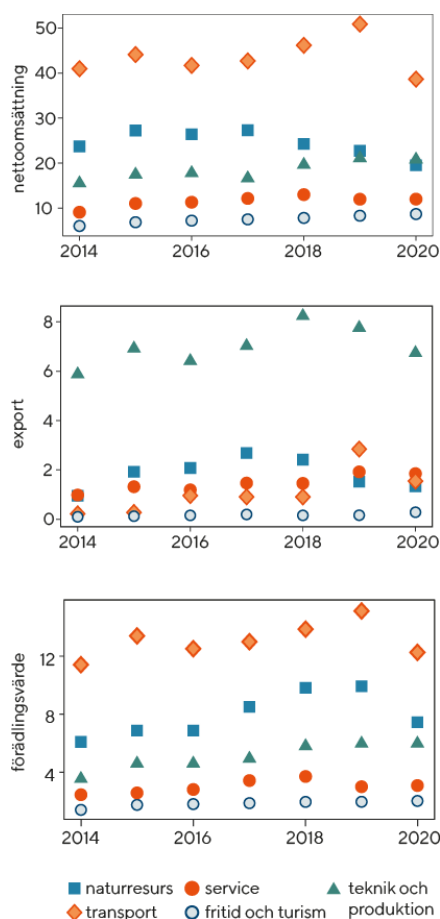 50
40
30
20
10
nettoomsättning
2014 2016 2018 2020
8
6
4
2
0
export
2014 2016 2018 2020
12
8
4
förädlingsvärde
2014 2016 2018 2020
naturresurs service teknik och
transport fritid och turism produktion